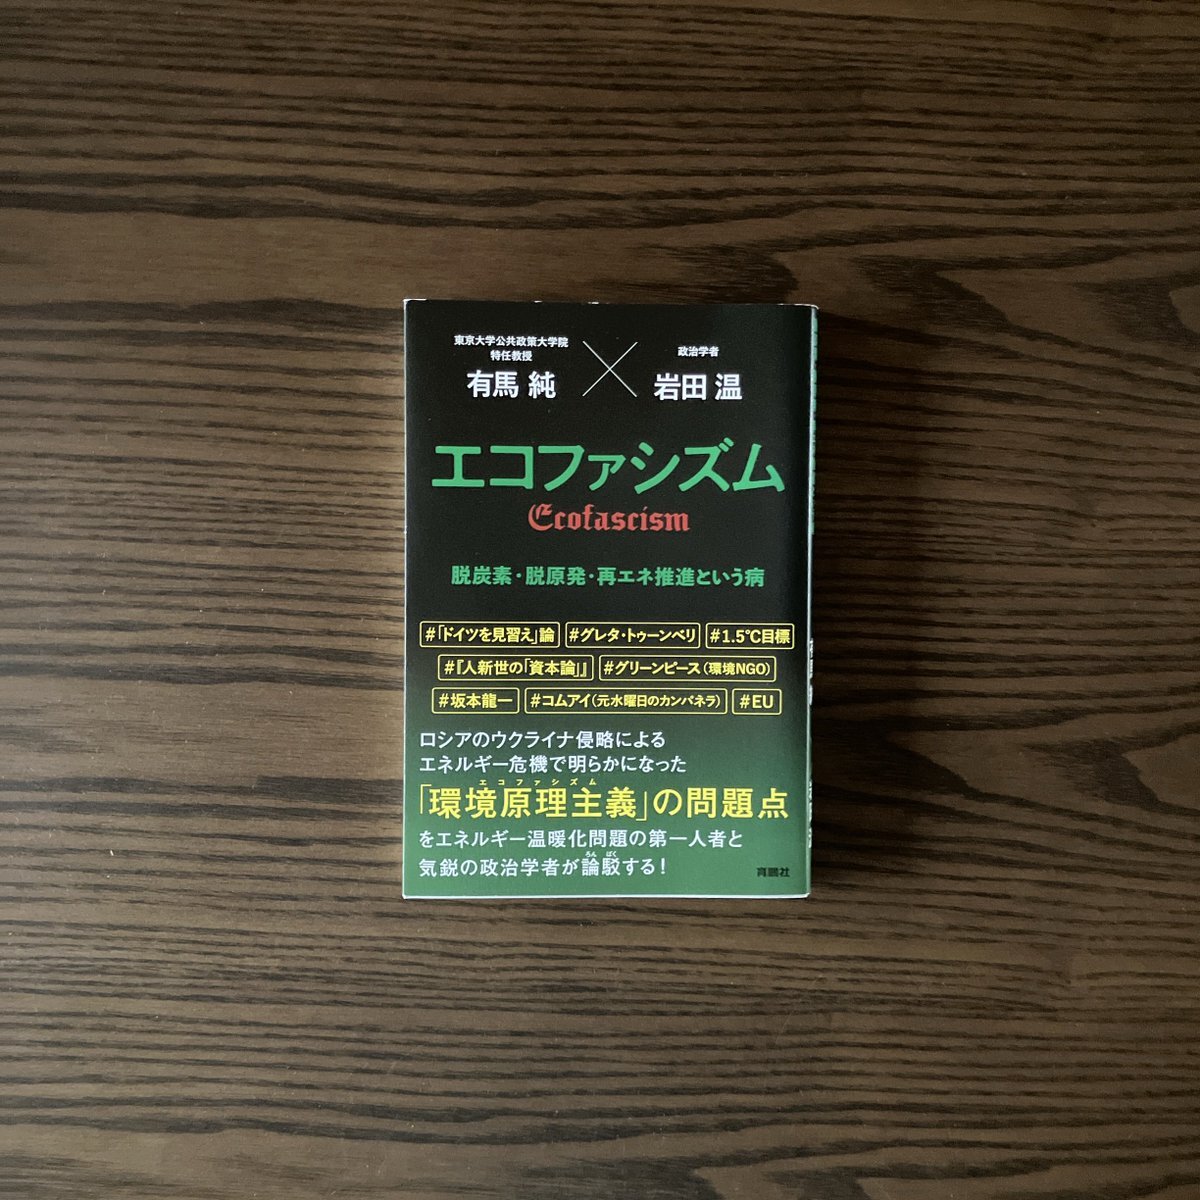 東京大学公共政策大学院
特任教授
有馬 純
政治学者
岩田 温
エコファシズム
Ecofascism
脱炭素・脱原発・再エネ推進という病
#「ドイツを見習え」論 #グレタ・トゥーンベリ #1.5℃目標
#『人新世の「資本論」』 #グリーンピース(環境NGO)
#坂本龍一 #コムアイ(元水曜日のカンパネラ) #EU
ロシアのウクライナ侵略による
エネルギー危機で明らかになった
エコファシズム
「環境原理主義」の問題点
をエネルギー温暖化問題の第一人者と
ろんばく
気鋭の政治学者が論駁する!
育鵬社